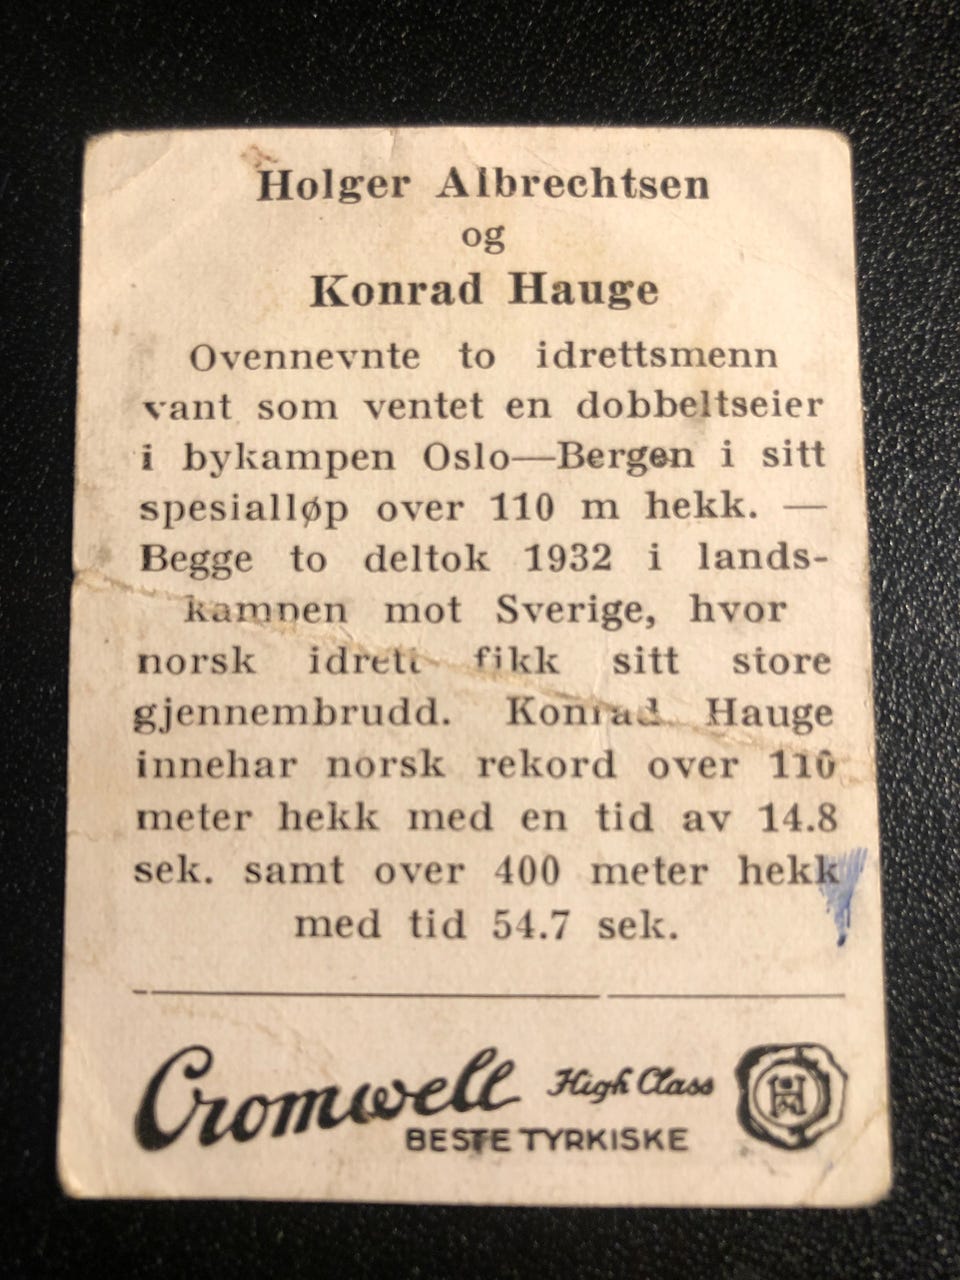 Holger Albrechtsen
og
Konrad Hauge
Ovennevnte to idrettsmenn
vant som ventet en dobbeltseier
i bykampen Oslo—Bergen i sitt
spesialløp over 110 m hekk. —
Begge to deltok 1932 i lands-
kampen mot Sverige, hvor
norsk idrett fikk sitt store
gjennembrudd. Konrad Hauge
innehar norsk rekord over 110
meter hekk med en tid av 14.8
sek. samt over 400 meter hekk
med tid 54.7 sek.
Cromwell High Class
BESTE TYRKISKE